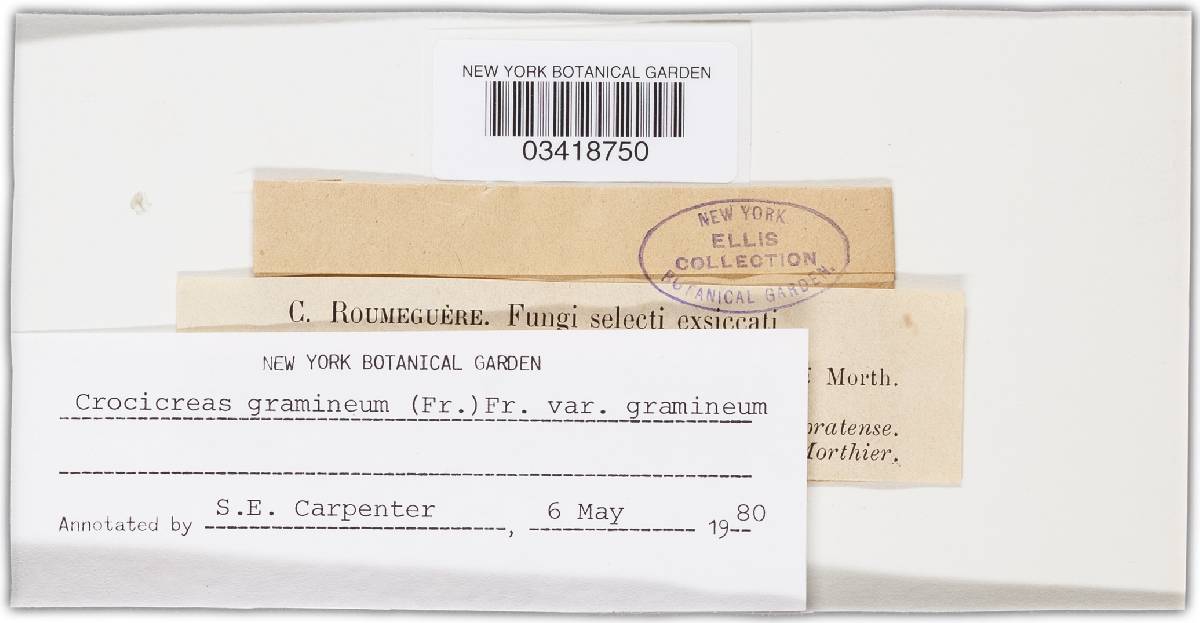 NEW YORK BOTANICAL GARDEN
03418750
NEW YORK
ELLIS
COLLECTION
BOTANICAL GARDEN.
C. ROUMEGUÈRE. Fungi selecti exsiccati
Morth.
NEW YORK BOTANICAL GARDEN
Crocicreas gramineum (Fr.)Fr. var. gramineum
pratense.
Morthier.
Annotated by S.E. Carpenter, 6 May 1980